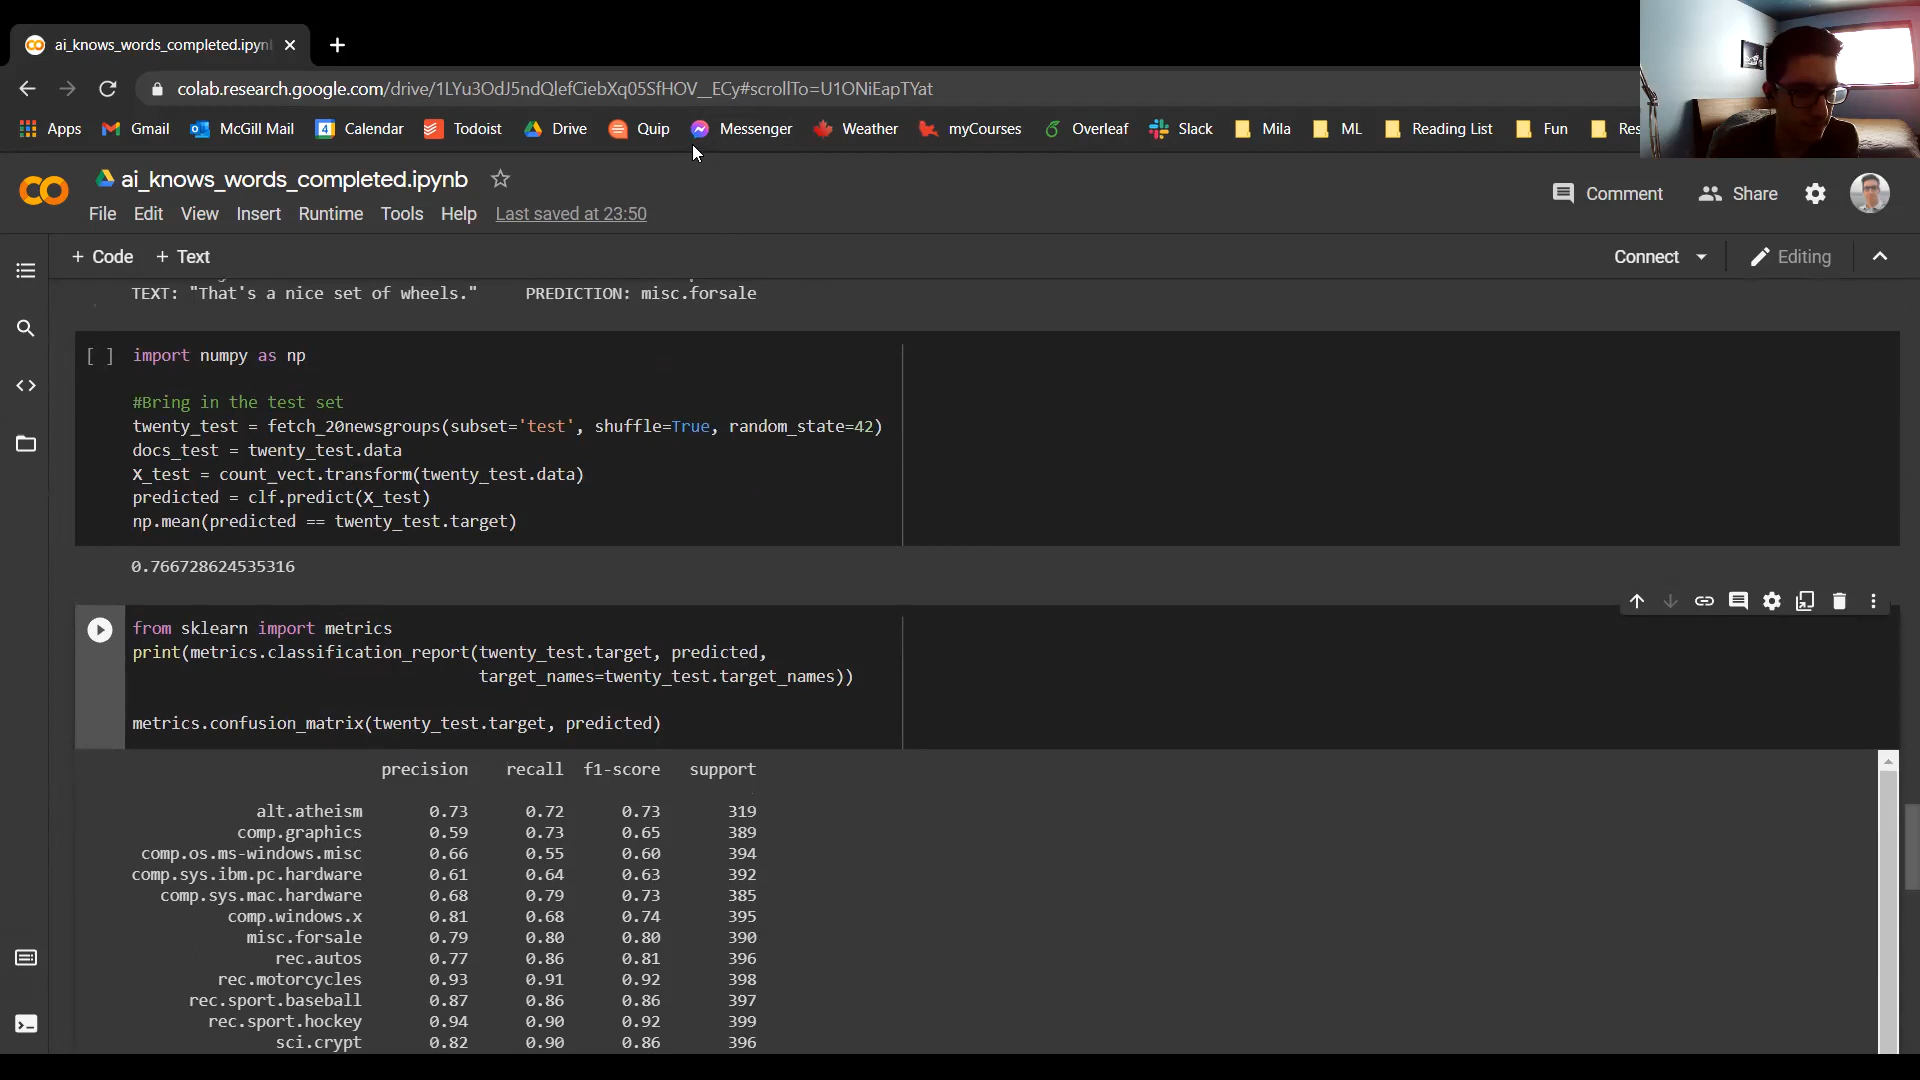 ai_knows_words_completed.ipynb
colab.research.google.com/drive/1LYu3OdJ5ndQlefCiebXq05SfHOV__ECy#scrollTo=U1ONiEapTYat
Apps Gmail McGill Mail Calendar Todoist Drive Quip Messenger Weather myCourses Overleaf Slack Mila ML Reading List Fun Res
ai_knows_words_completed.ipynb
Comment Share
File Edit View Insert Runtime Tools Help Last saved at 23:50
+ Code + Text Connect Editing
TEXT: "That's a nice set of wheels." PREDICTION: misc.forsale
[ ] import numpy as np
#Bring in the test set
twenty_test = fetch_20newsgroups(subset='test', shuffle=True, random_state=42)
docs_test = twenty_test.data
X_test = count_vect.transform(twenty_test.data)
predicted = clf.predict(X_test)
np.mean(predicted == twenty_test.target)
0.766728624535316
from sklearn import metrics
print(metrics.classification_report(twenty_test.target, predicted,
target_names=twenty_test.target_names))
metrics.confusion_matrix(twenty_test.target, predicted)
precision recall f1-score support
alt.atheism 0.73 0.72 0.73 319
comp.graphics 0.59 0.73 0.65 389
comp.os.ms-windows.misc 0.66 0.55 0.60 394
comp.sys.ibm.pc.hardware 0.61 0.64 0.63 392
comp.sys.mac.hardware 0.68 0.79 0.73 385
comp.windows.x 0.81 0.68 0.74 395
misc.forsale 0.79 0.80 0.80 390
rec.autos 0.77 0.86 0.81 396
rec.motorcycles 0.93 0.91 0.92 398
rec.sport.baseball 0.87 0.86 0.86 397
rec.sport.hockey 0.94 0.90 0.92 399
sci.crypt 0.82 0.90 0.86 396